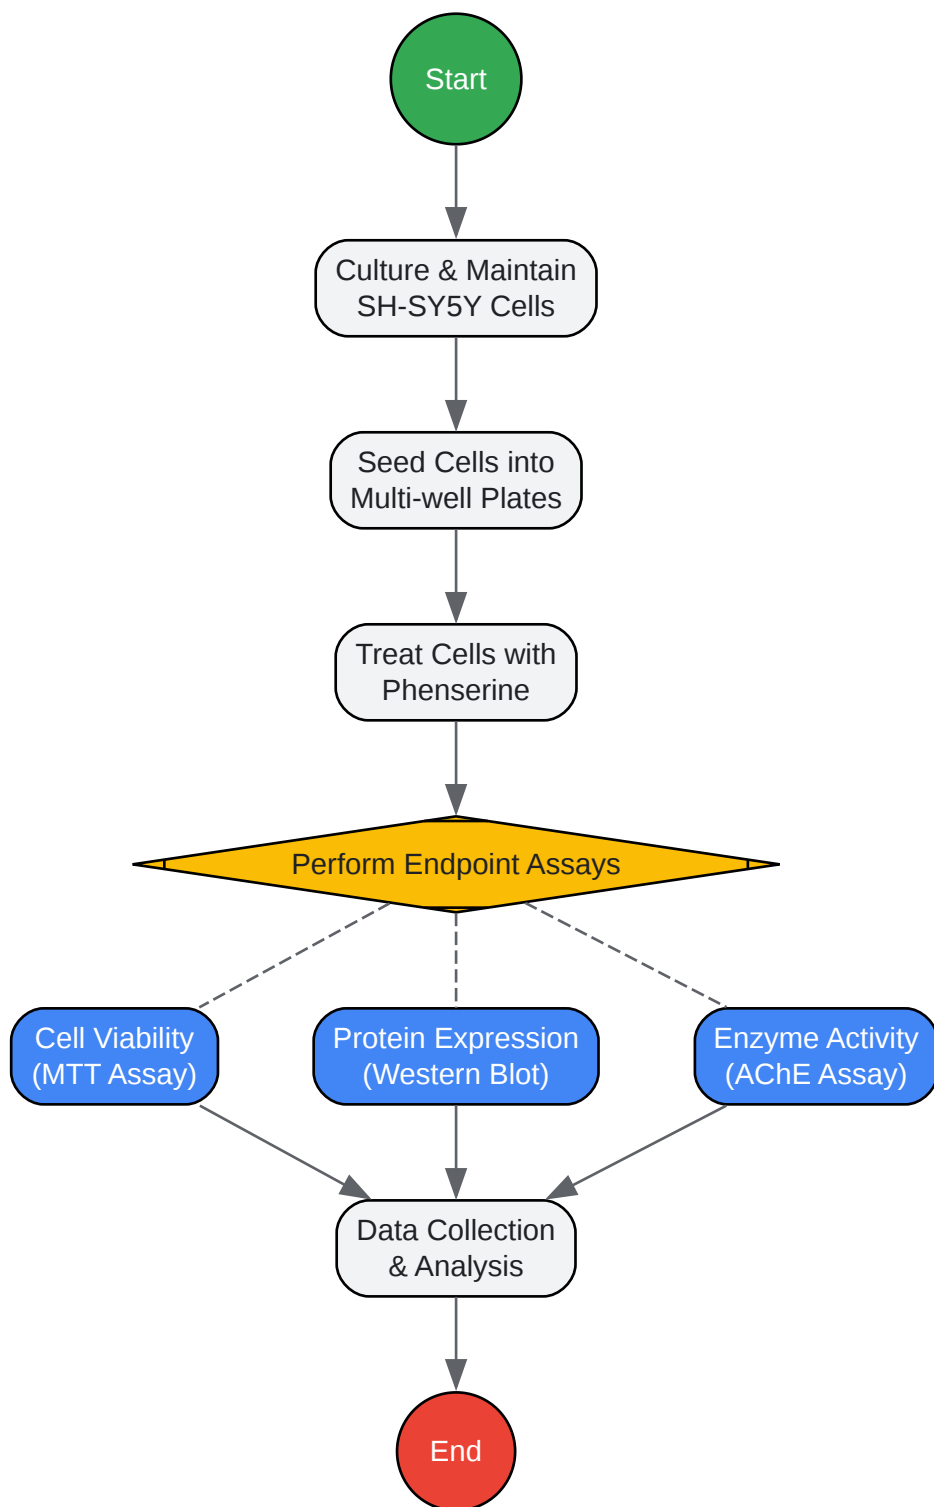 Start
Culture & Maintain
SH-SY5Y Cells
Seed Cells into
Multi-well Plates
Treat Cells with
Phenserine
Perform Endpoint Assays
Cell Viability
(MTT Assay)
Protein Expression
(Western Blot)
Enzyme Activity
(AChE Assay)
Data Collection
& Analysis
End